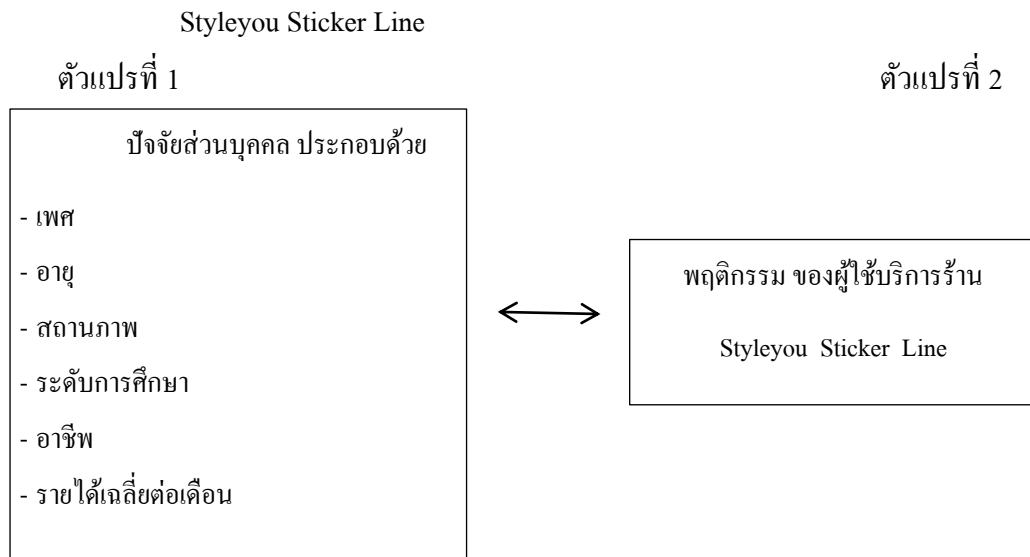 Styleyou Sticker Line
ตัวแปรที่ 1
ตัวแปรที่ 2
ปัจจัยส่วนบุคคล ประกอบด้วย
- เพศ
- อายุ
- สถานภาพ
- ระดับการศึกษา
- อาชีพ
- รายได้เฉลี่ยต่อเดือน
พฤติกรรม ของผู้ใช้บริการร้าน
Styleyou Sticker Line